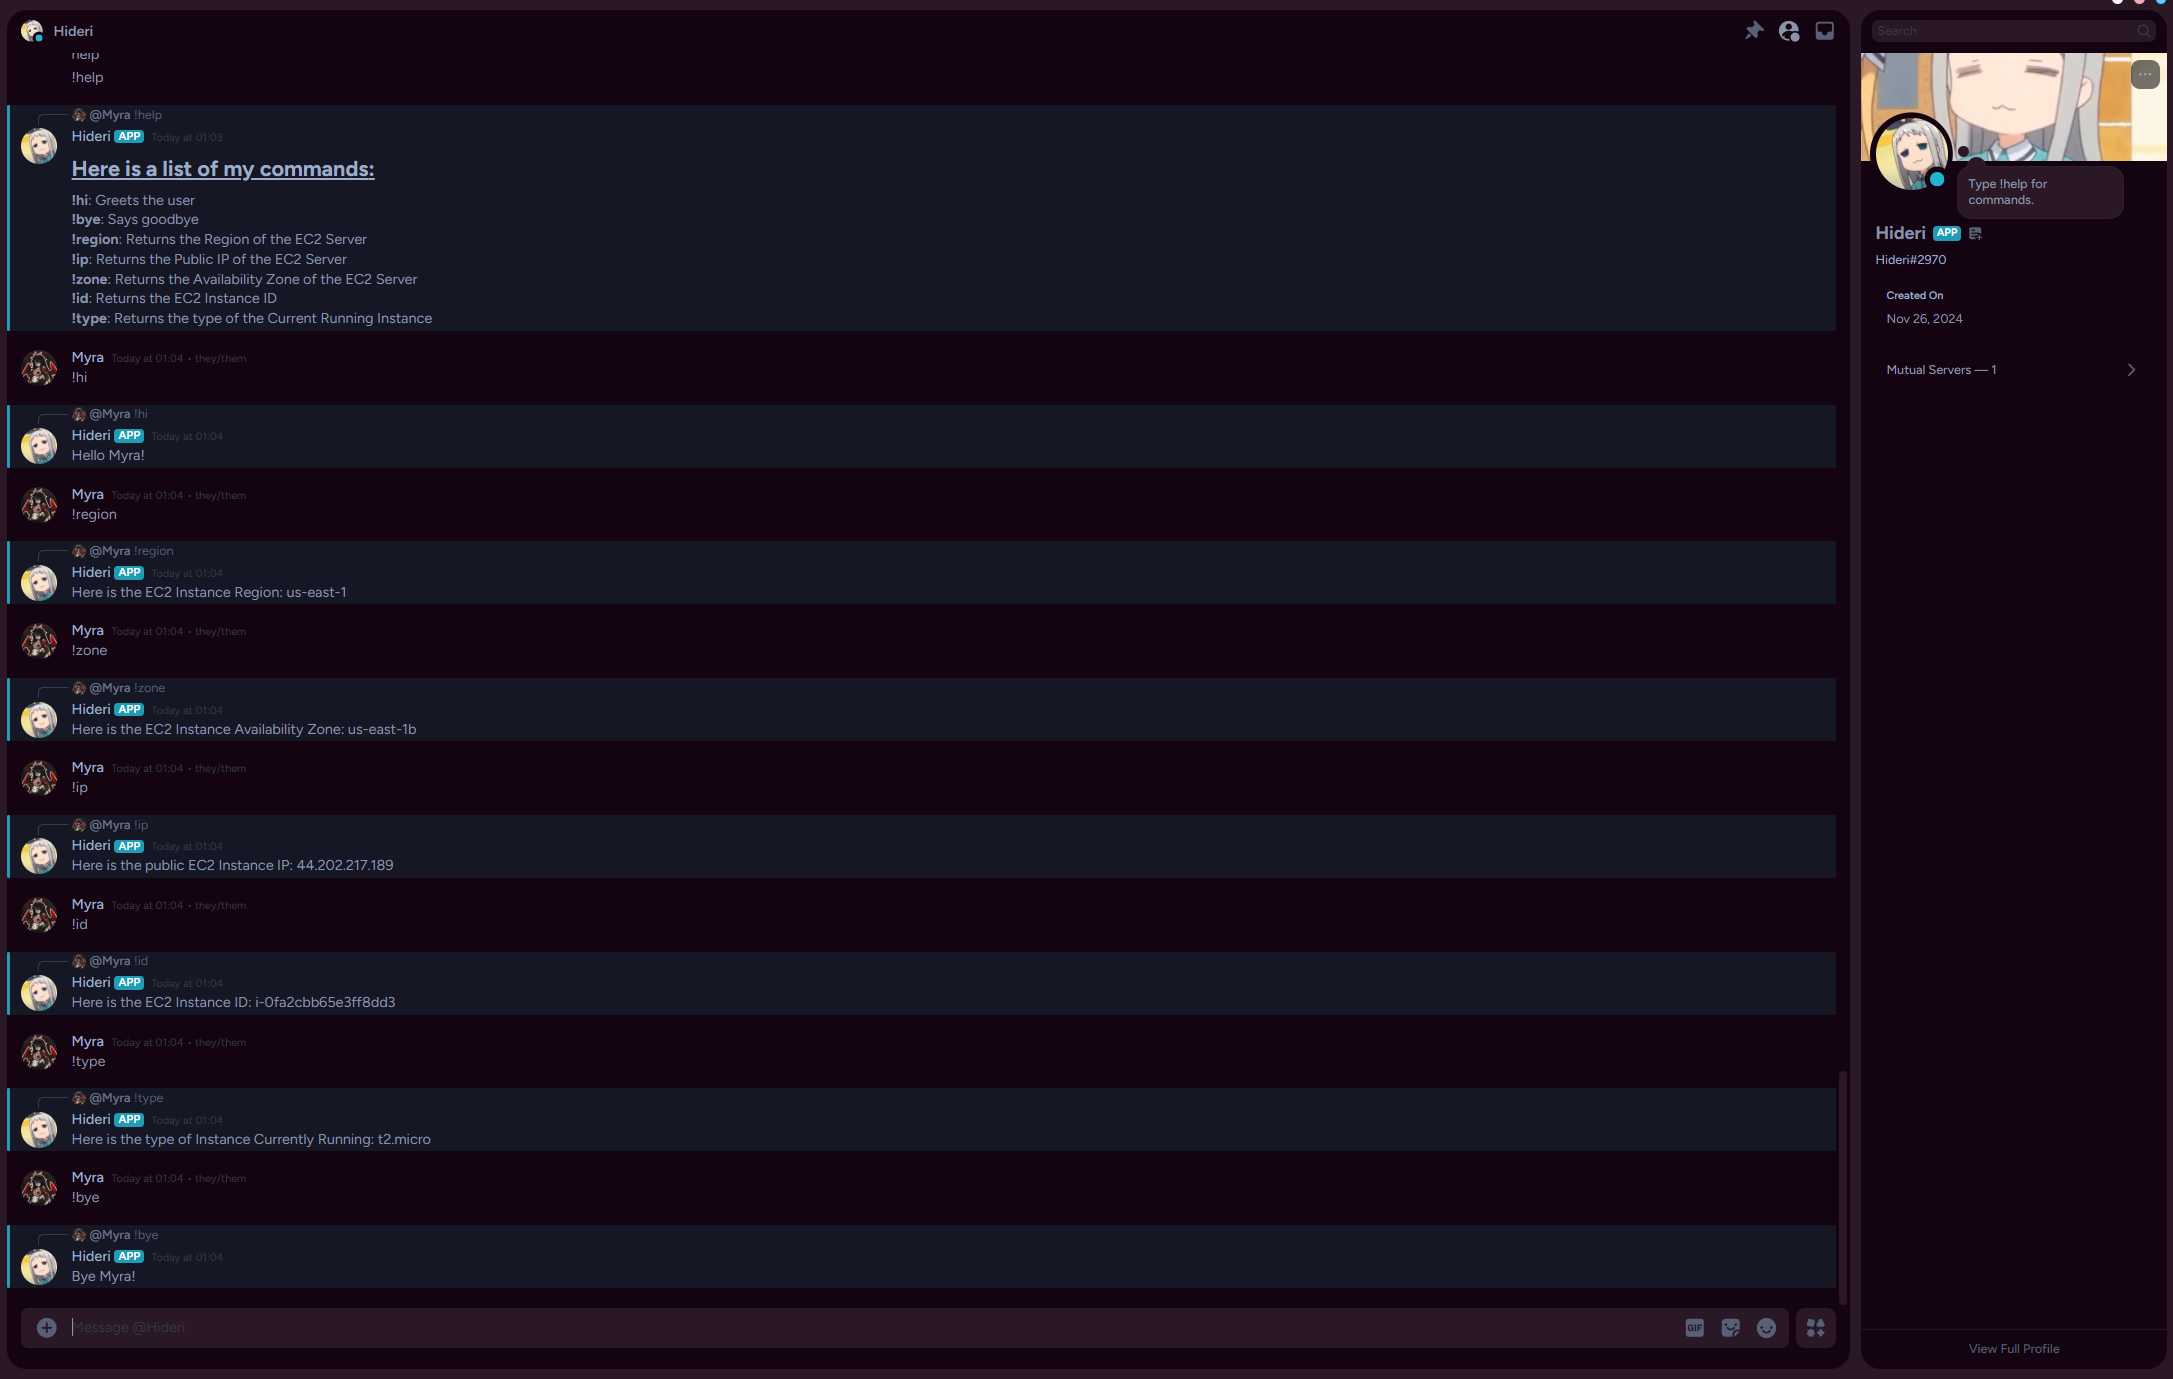 Hideri
help
!help
@Myra !help
Hideri APP Today at 01:03
Here is a list of my commands:
!hi: Greets the user
!bye: Says goodbye
!region: Returns the Region of the EC2 Server
!ip: Returns the Public IP of the EC2 Server
!zone: Returns the Availability Zone of the EC2 Server
!id: Returns the EC2 Instance ID
!type: Returns the type of the Current Running Instance
Myra Today at 01:04 • they/them
!hi
@Myra !hi
Hideri APP Today at 01:04
Hello Myra!
Myra Today at 01:04 • they/them
!region
@Myra !region
Hideri APP Today at 01:04
Here is the EC2 Instance Region: us-east-1
Myra Today at 01:04 • they/them
!zone
@Myra !zone
Hideri APP Today at 01:04
Here is the EC2 Instance Availability Zone: us-east-1b
Myra Today at 01:04 • they/them
!ip
@Myra !ip
Hideri APP Today at 01:04
Here is the public EC2 Instance IP: 44.202.217.189
Myra Today at 01:04 • they/them
!id
@Myra !id
Hideri APP Today at 01:04
Here is the EC2 Instance ID: i-0fa2cbb65e3ff8dd3
Myra Today at 01:04 • they/them
!type
@Myra !type
Hideri APP Today at 01:04
Here is the type of Instance Currently Running: t2.micro
Myra Today at 01:04 • they/them
!bye
@Myra !bye
Hideri APP Today at 01:04
Bye Myra!
Message @Hideri
GIF
Search
Type !help for
commands.
Hideri APP
Hideri#2970
Created On
Nov 26, 2024
Mutual Servers — 1
View Full Profile